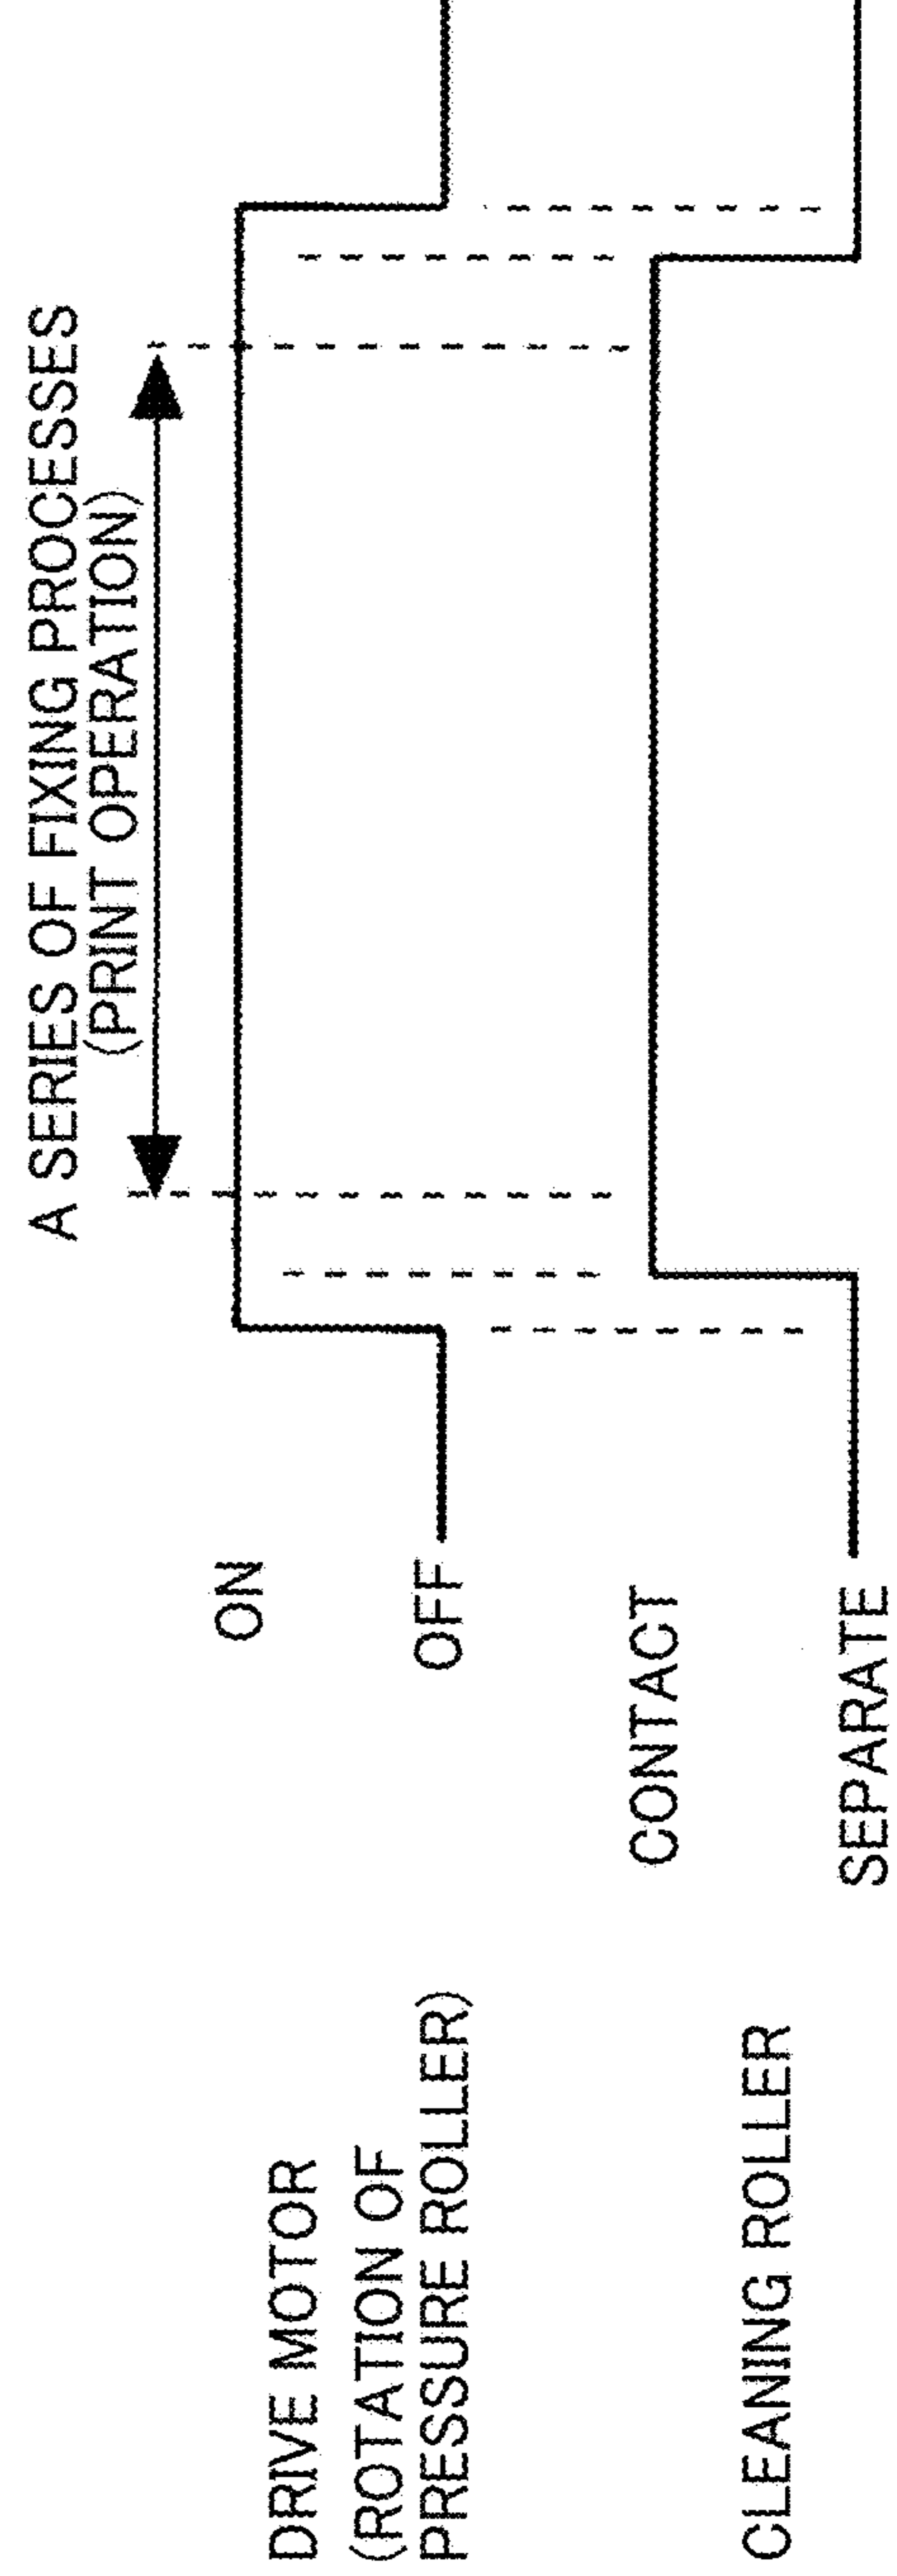 A SERIES OF FIXING PROCESSES
(PRINT OPERATION)
ON
DRIVE MOTOR
(ROTATION OF
PRESSURE ROLLER)
OFF
CONTACT
CLEANING ROLLER
SEPARATE